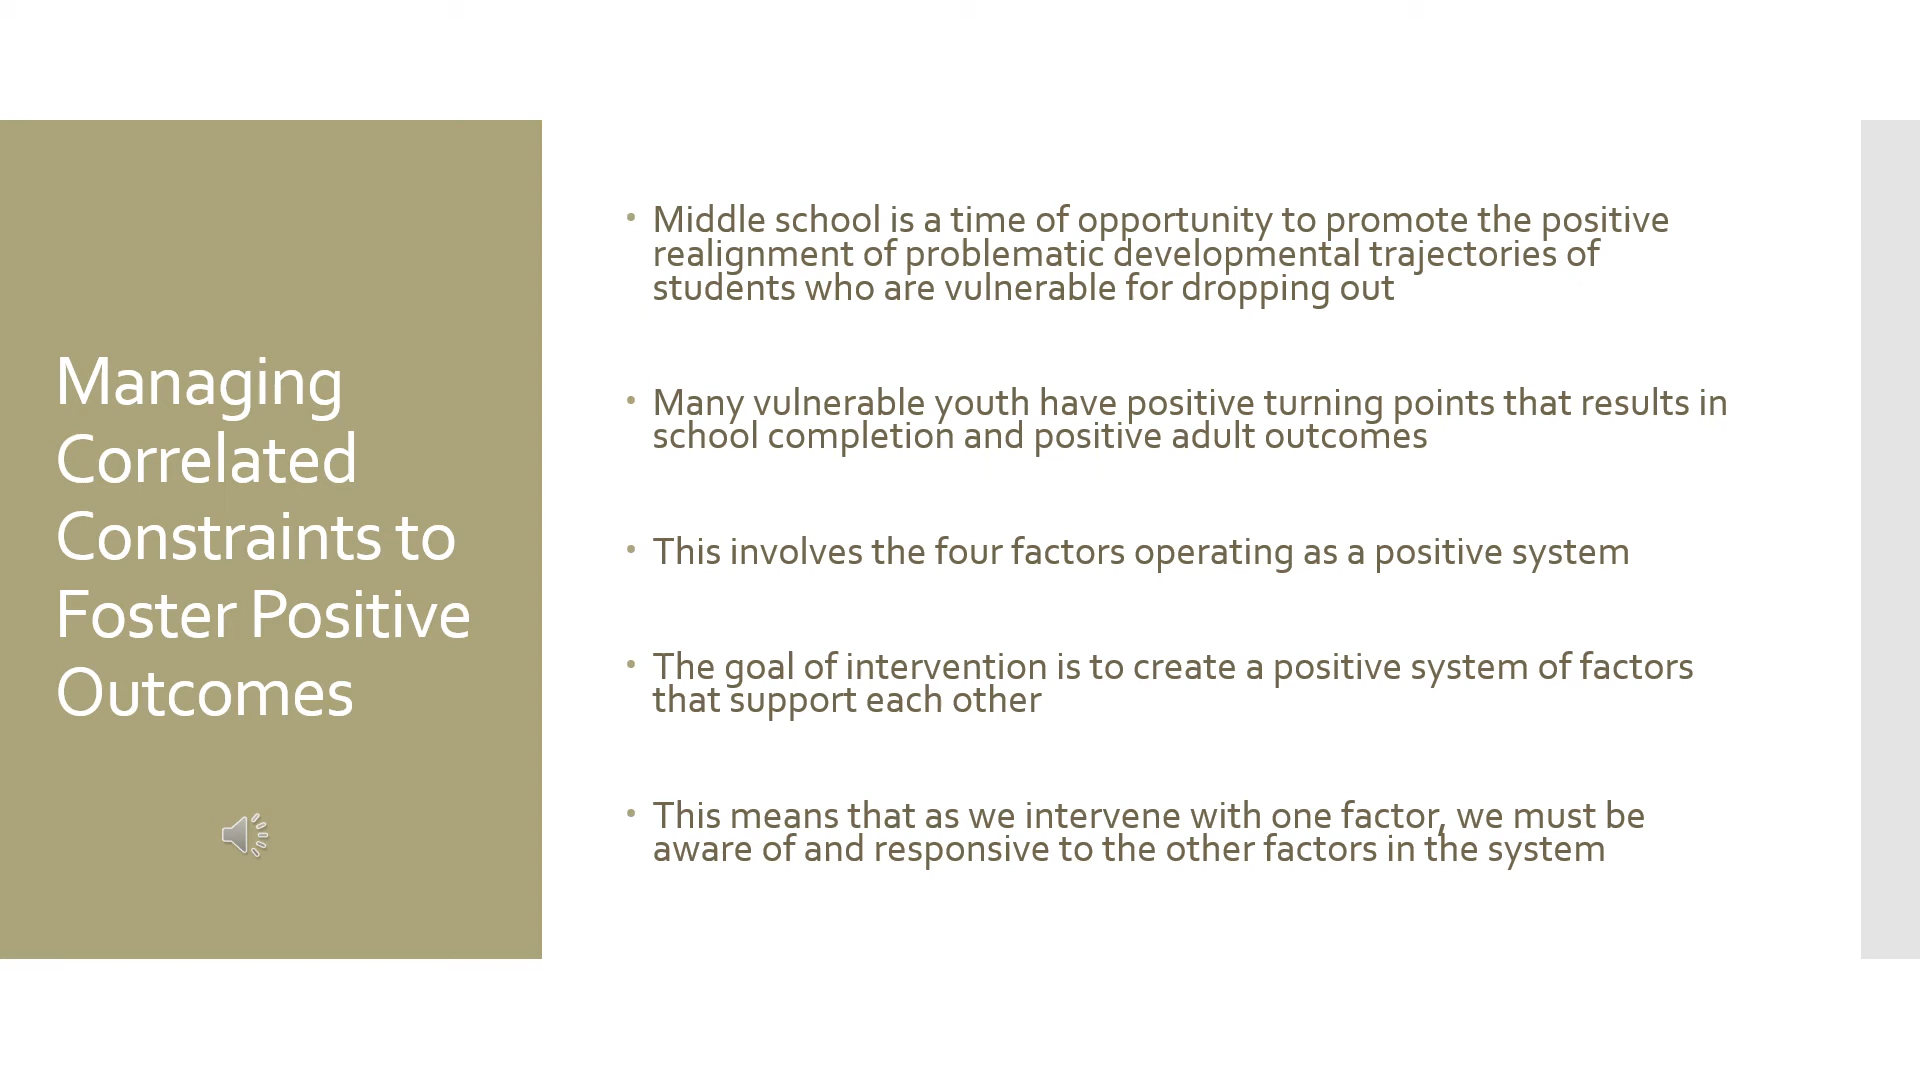 Managing
Correlated
Constraints to
Foster Positive
Outcomes
• Middle school is a time of opportunity to promote the positive
realignment of problematic developmental trajectories of
students who are vulnerable for dropping out
• Many vulnerable youth have positive turning points that results in
school completion and positive adult outcomes
• This involves the four factors operating as a positive system
• The goal of intervention is to create a positive system of factors
that support each other
• This means that as we intervene with one factor, we must be
aware of and responsive to the other factors in the system